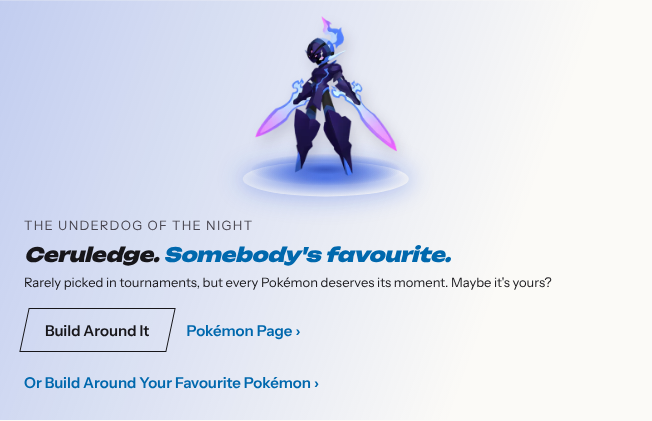 THE UNDERDOG OF THE NIGHT
Ceruledge. Somebody's favourite.
Rarely picked in tournaments, but every Pokémon deserves its moment. Maybe it's yours?
Build Around It Pokémon Page ›
Or Build Around Your Favourite Pokémon ›